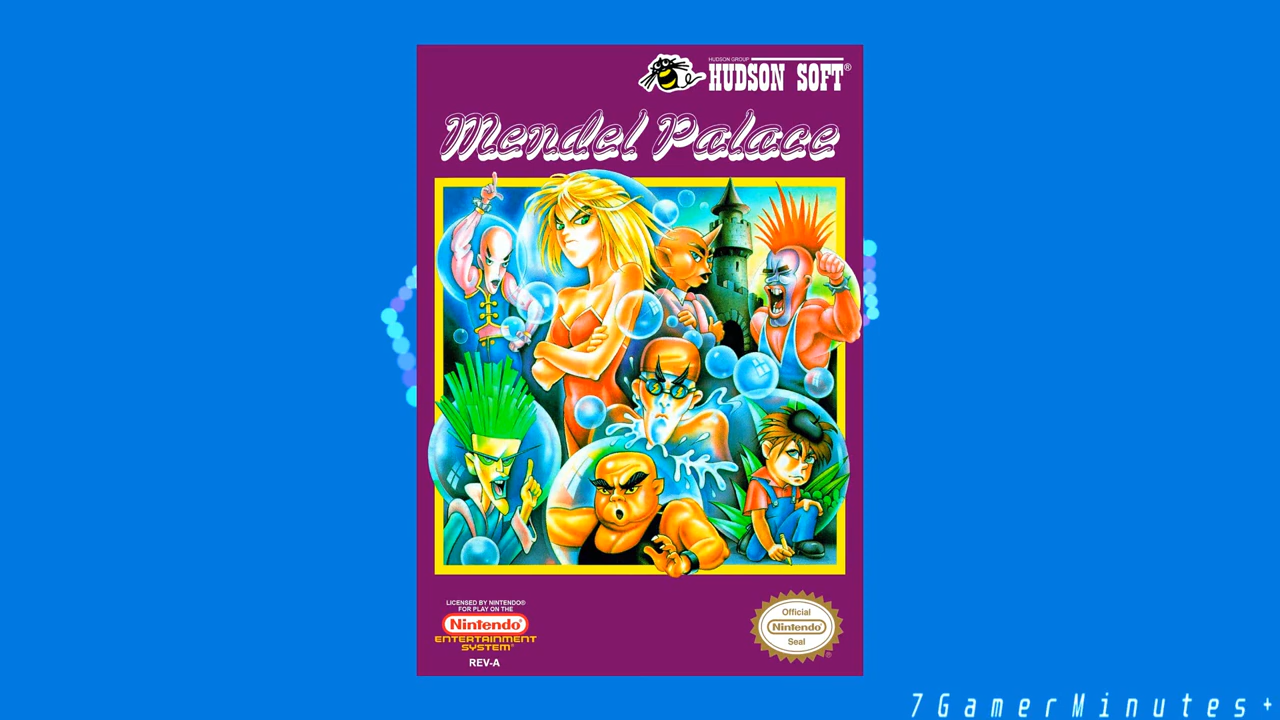 HUDSON GROUP
HUDSON SOFT®
Mendel Palace
LICENSED BY NINTENDO®
FOR PLAY ON THE
Nintendo®
ENTERTAINMENT
SYSTEM®
REV-A
Official
Nintendo
Seal
®
7GamerMinutes+